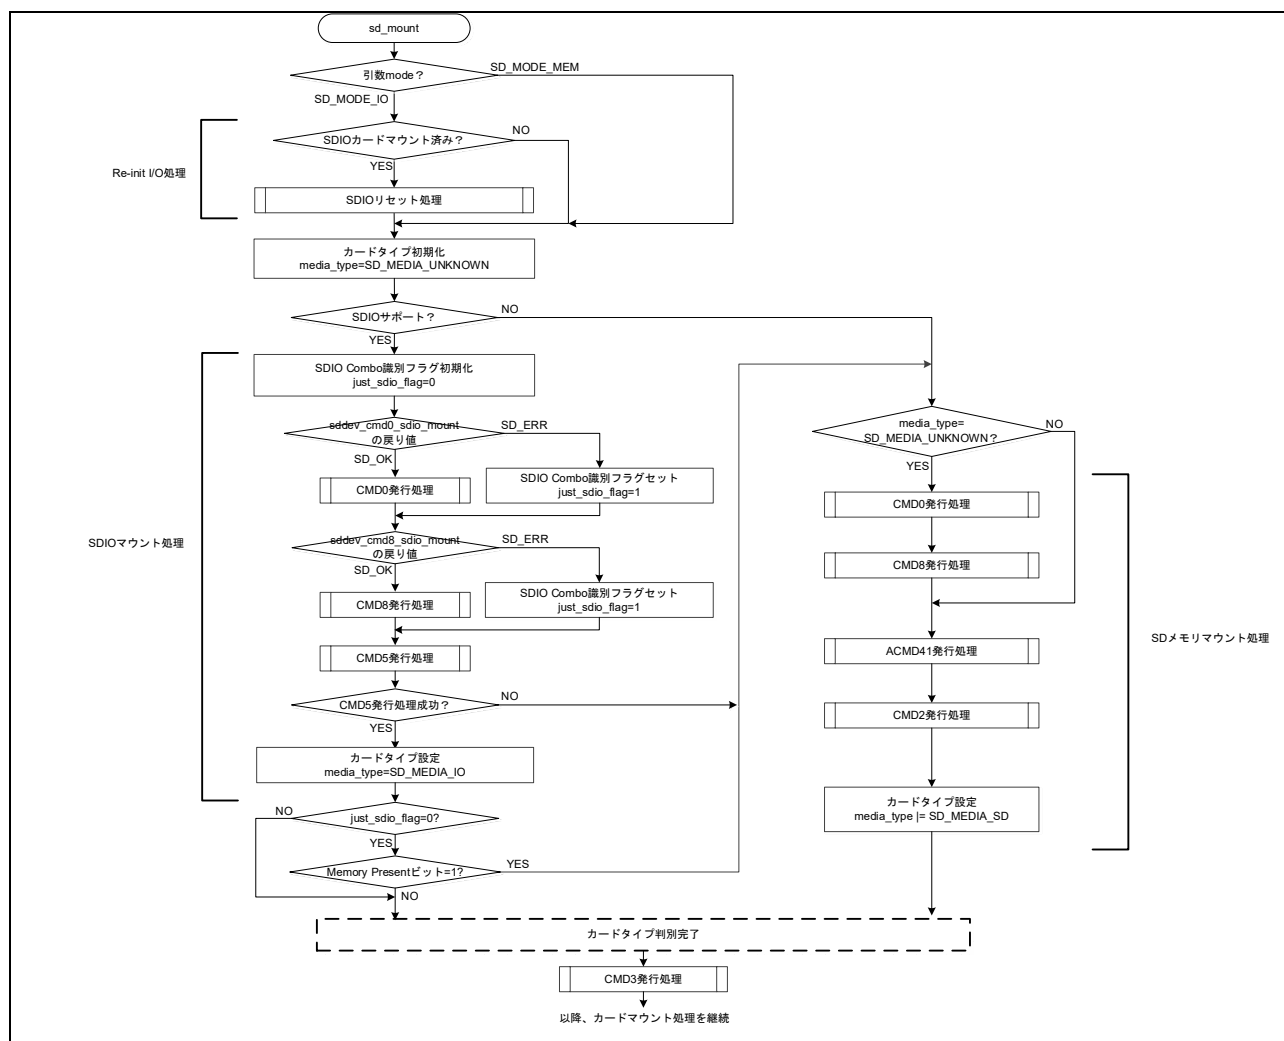 sd_mount
引数mode？
SD_MODE_MEM
SD_MODE_IO
SDIOカードマウント済み？
NO
YES
Re-init I/O処理
SDIOリセット処理
カードタイプ初期化
media_type=SD_MEDIA_UNKNOWN
SDIOサポート？
NO
YES
SDIO Combo識別フラグ初期化
just_sdio_flag=0
sddev_cmd0_sdio_mount
の戻り値
SD_ERR
SD_OK
SDIO Combo識別フラグセット
just_sdio_flag=1
CMD0発行処理
SDIOマウント処理
sddev_cmd8_sdio_mount
の戻り値
SD_ERR
SD_OK
SDIO Combo識別フラグセット
just_sdio_flag=1
CMD8発行処理
CMD5発行処理
CMD5発行処理成功？
NO
YES
カードタイプ設定
media_type=SD_MEDIA_IO
NO
just_sdio_flag=0?
YES
Memory Presentビット=1?
YES
NO
media_type=
SD_MEDIA_UNKNOWN？
NO
YES
CMD0発行処理
CMD8発行処理
SDメモリマウント処理
ACMD41発行処理
CMD2発行処理
カードタイプ設定
media_type |= SD_MEDIA_SD
カードタイプ判別完了
CMD3発行処理
以降、カードマウント処理を継続